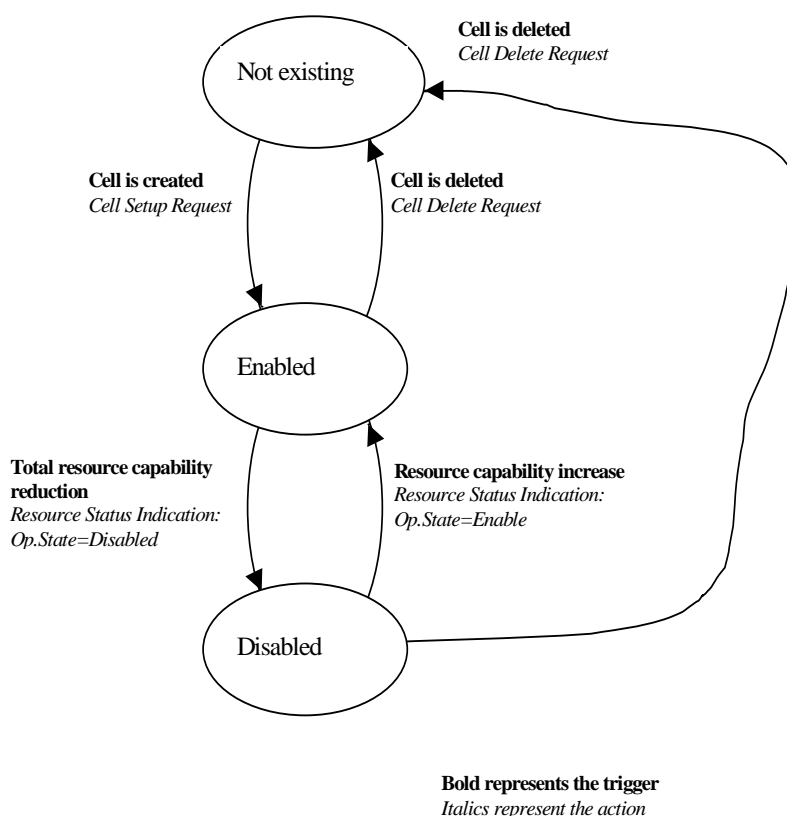 Cell is deleted
Cell Delete Request
Not existing
Cell is created
Cell Setup Request
Cell is deleted
Cell Delete Request
Enabled
Total resource capability
reduction
Resource Status Indication:
Op.State=Disabled
Resource capability increase
Resource Status Indication:
Op.State=Enable
Disabled
Bold represents the trigger
Italics represent the action